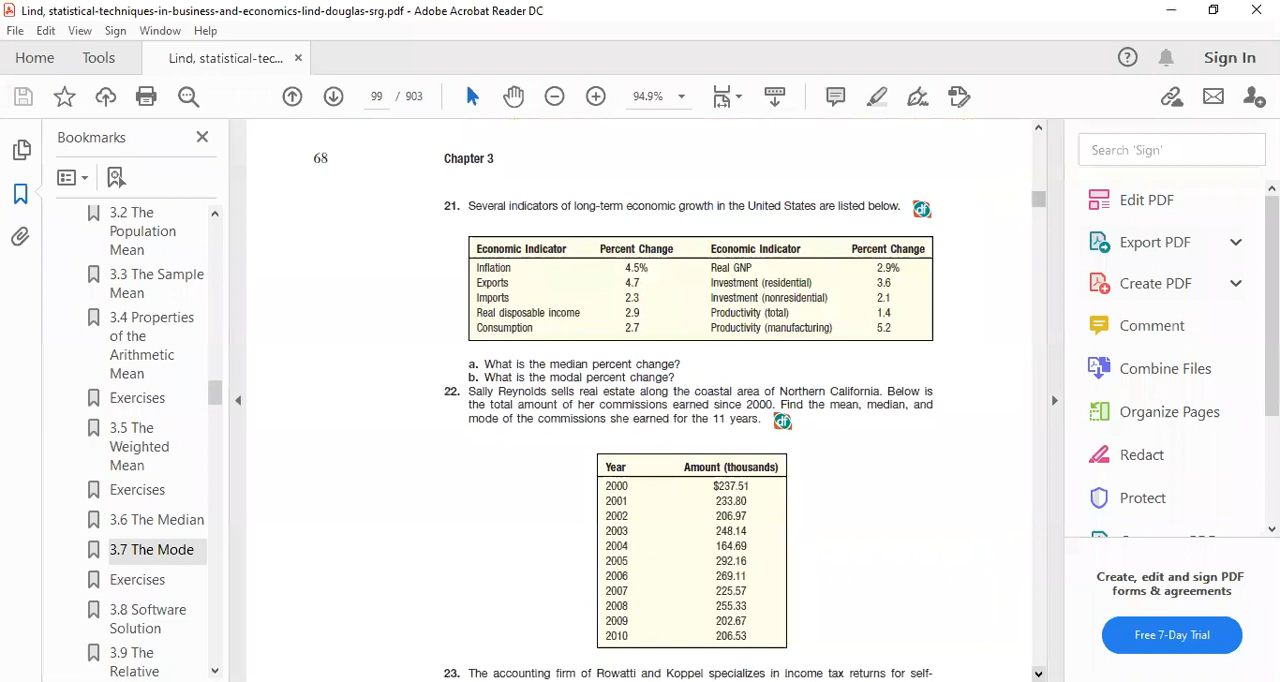 Lind, statistical-techniques-in-business-and-economics-lind-douglas-srg.pdf - Adobe Acrobat Reader DC
File Edit View Sign Window Help
Home Tools Lind, statistical-tec... × Sign In
99 / 903 94.9%
Bookmarks
3.2 The
Population
Mean
3.3 The Sample
Mean
3.4 Properties
of the
Arithmetic
Mean
Exercises
3.5 The
Weighted
Mean
Exercises
3.6 The Median
3.7 The Mode
Exercises
3.8 Software
Solution
3.9 The
Relative
68 Chapter 3
21. Several indicators of long-term economic growth in the United States are listed below. df
Economic Indicator Percent Change Economic Indicator Percent Change
Inflation 4.5% Real GNP 2.9%
Exports 4.7 Investment (residential) 3.6
Imports 2.3 Investment (nonresidential) 2.1
Real disposable income 2.9 Productivity (total) 1.4
Consumption 2.7 Productivity (manufacturing) 5.2
a. What is the median percent change?
b. What is the modal percent change?
22. Sally Reynolds sells real estate along the coastal area of Northern California. Below is
the total amount of her commissions earned since 2000. Find the mean, median, and
mode of the commissions she earned for the 11 years. df
Year Amount (thousands)
2000 $237.51
2001 233.80
2002 206.97
2003 248.14
2004 164.69
2005 292.16
2006 269.11
2007 225.57
2008 255.33
2009 202.67
2010 206.53
23. The accounting firm of Rowatti and Koppel specializes in income tax returns for self-
Search 'Sign'
Edit PDF
Export PDF
Create PDF
Comment
Combine Files
Organize Pages
Redact
Protect
Create, edit and sign PDF
forms & agreements
Free 7-Day Trial